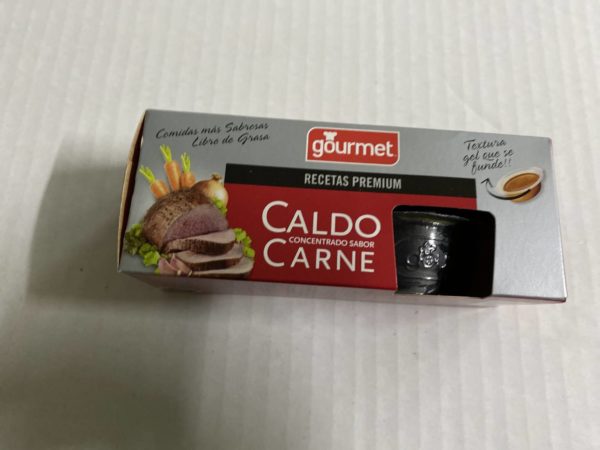 Comidas más Sabrosas
Libre de Grasa
gourmet
RECETAS PREMIUM
CALDO
CONCENTRADO SABOR
CARNE
Textura
gel que se
funde!!